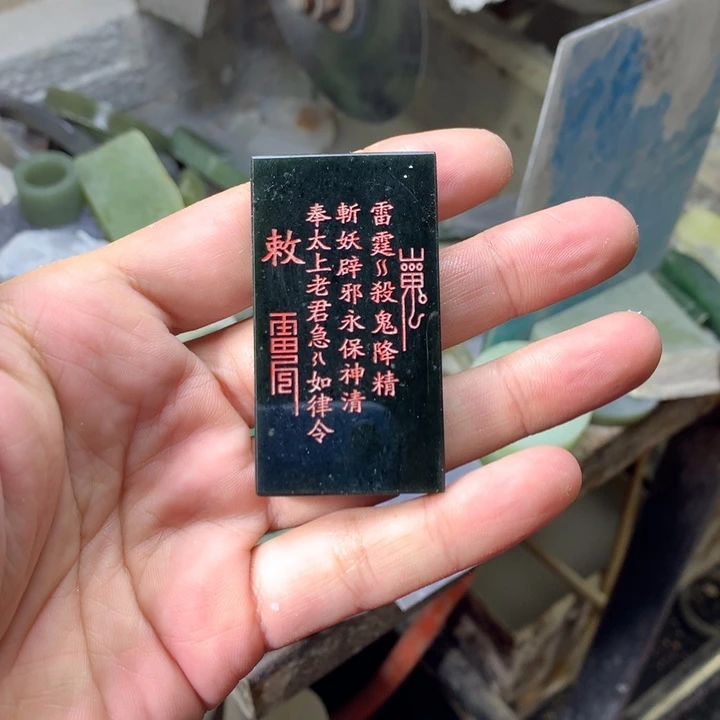 雷霆〻殺鬼降精
斬妖辟邪永保神清
奉太上老君急〻如律令
敕